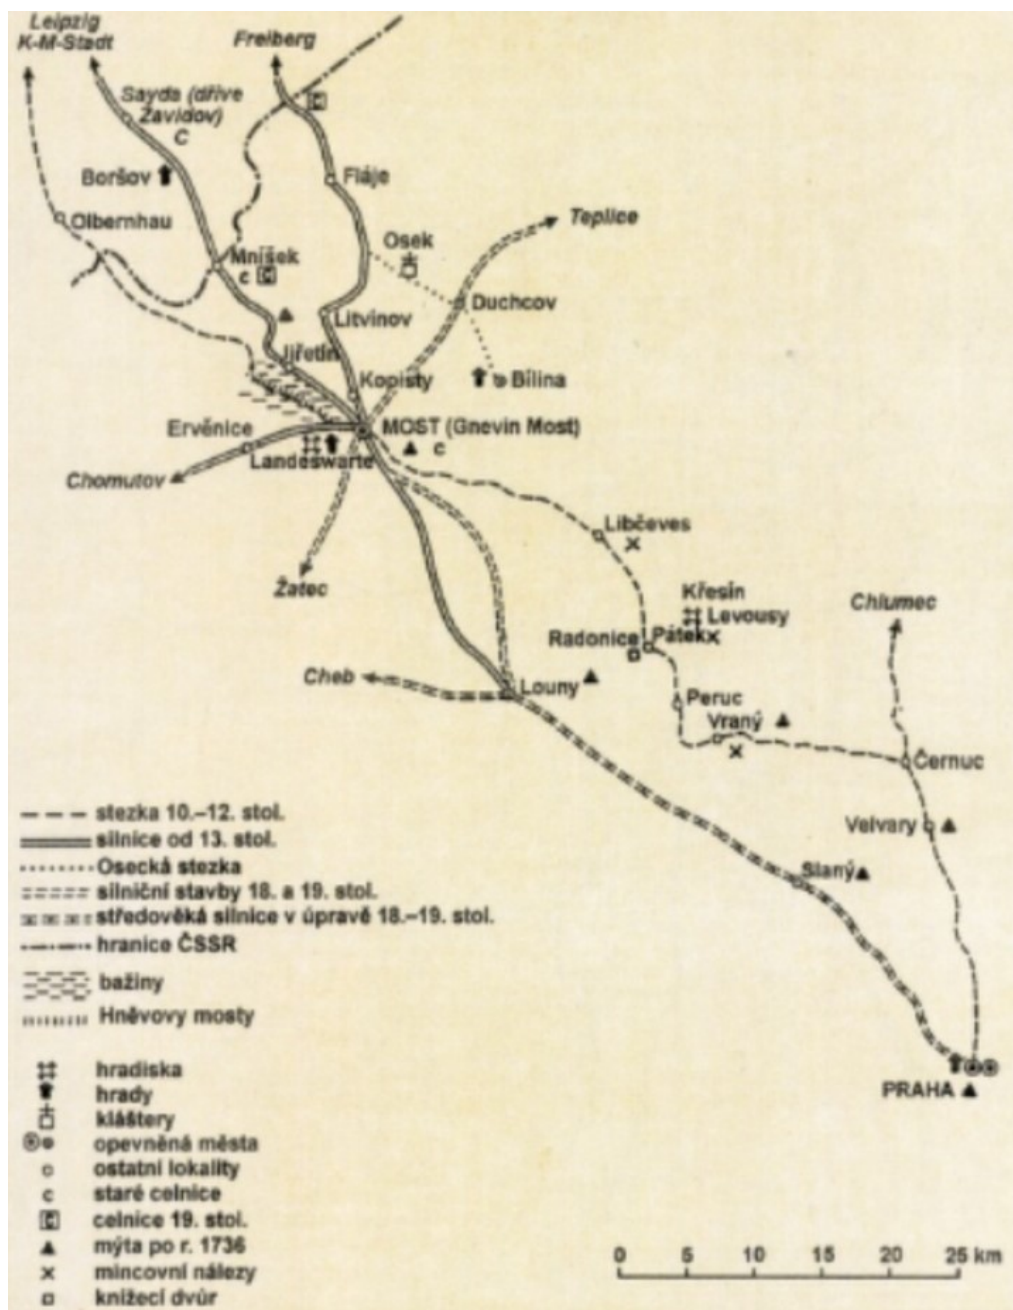 Leipzig
K-M-Stadt
Freiberg
Sayda (dříve
Zavidov)
C
Boršov
Fláje
Olbernhau
Teplice
Osek
Mníšek
c C
Duchcov
Litvínov
Jiřetín
Kopisty
Bílina
Ervěnice
MOST (Gnevin Most)
c
Landeswarte
Chomutov
Libčeves
Žatec
Křesín
Levousy
Chlumec
Radonice
Pátek
Cheb
Louny
Peruc
Vraný
Černuc
Velvary
Slaný
PRAHA
stezka 10.–12. stol.
silnice od 13. stol.
Osecká stezka
silniční stavby 18. a 19. stol.
středověká silnice v úpravě 18.–19. stol.
hranice ČSSR
bažiny
Hněvovy mosty
hradiska
hrady
kláštery
opevněná města
ostatní lokality
c staré celnice
C celnice 19. stol.
mýta po r. 1736
mincovní nálezy
knížecí dvůr
0 5 10 15 20 25 km